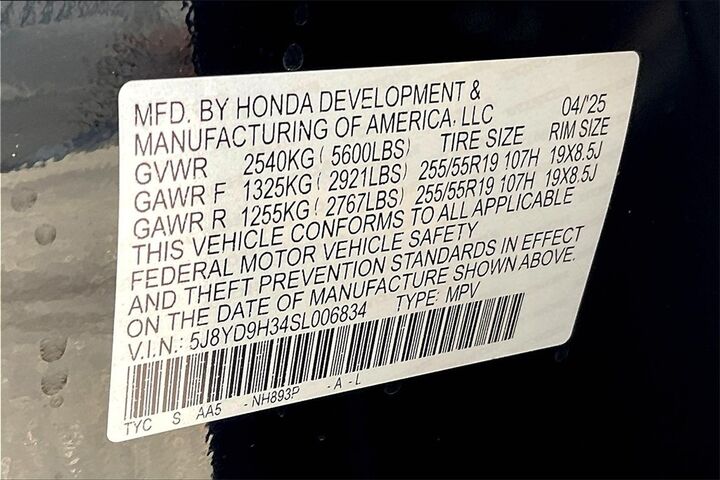 MFD. BY HONDA DEVELOPMENT & 04/'25
MANUFACTURING OF AMERICA, LLC
TIRE SIZE RIM SIZE
GVWR 2540KG ( 5600LBS)
GAWR F 1325KG ( 2921LBS) 255/55R19 107H 19X8.5J
GAWR R 1255KG ( 2767LBS) 255/55R19 107H 19X8.5J
THIS VEHICLE CONFORMS TO ALL APPLICABLE
FEDERAL MOTOR VEHICLE SAFETY
AND THEFT PREVENTION STANDARDS IN EFFECT
ON THE DATE OF MANUFACTURE SHOWN ABOVE.
V.I.N.: 5J8YD9H34SL006834 TYPE: MPV
TYC S AA5 - NH893P - A - L